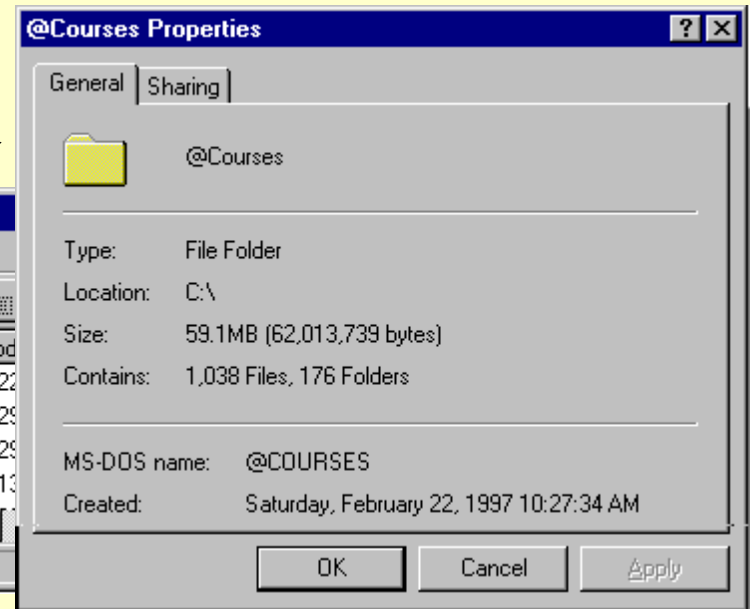 @Courses Properties
General Sharing
@Courses
Type: File Folder
Location: C:\
Size: 59.1MB (62,013,739 bytes)
Contains: 1,038 Files, 176 Folders
MS-DOS name: @COURSES
Created: Saturday, February 22, 1997 10:27:34 AM
OK Cancel Apply